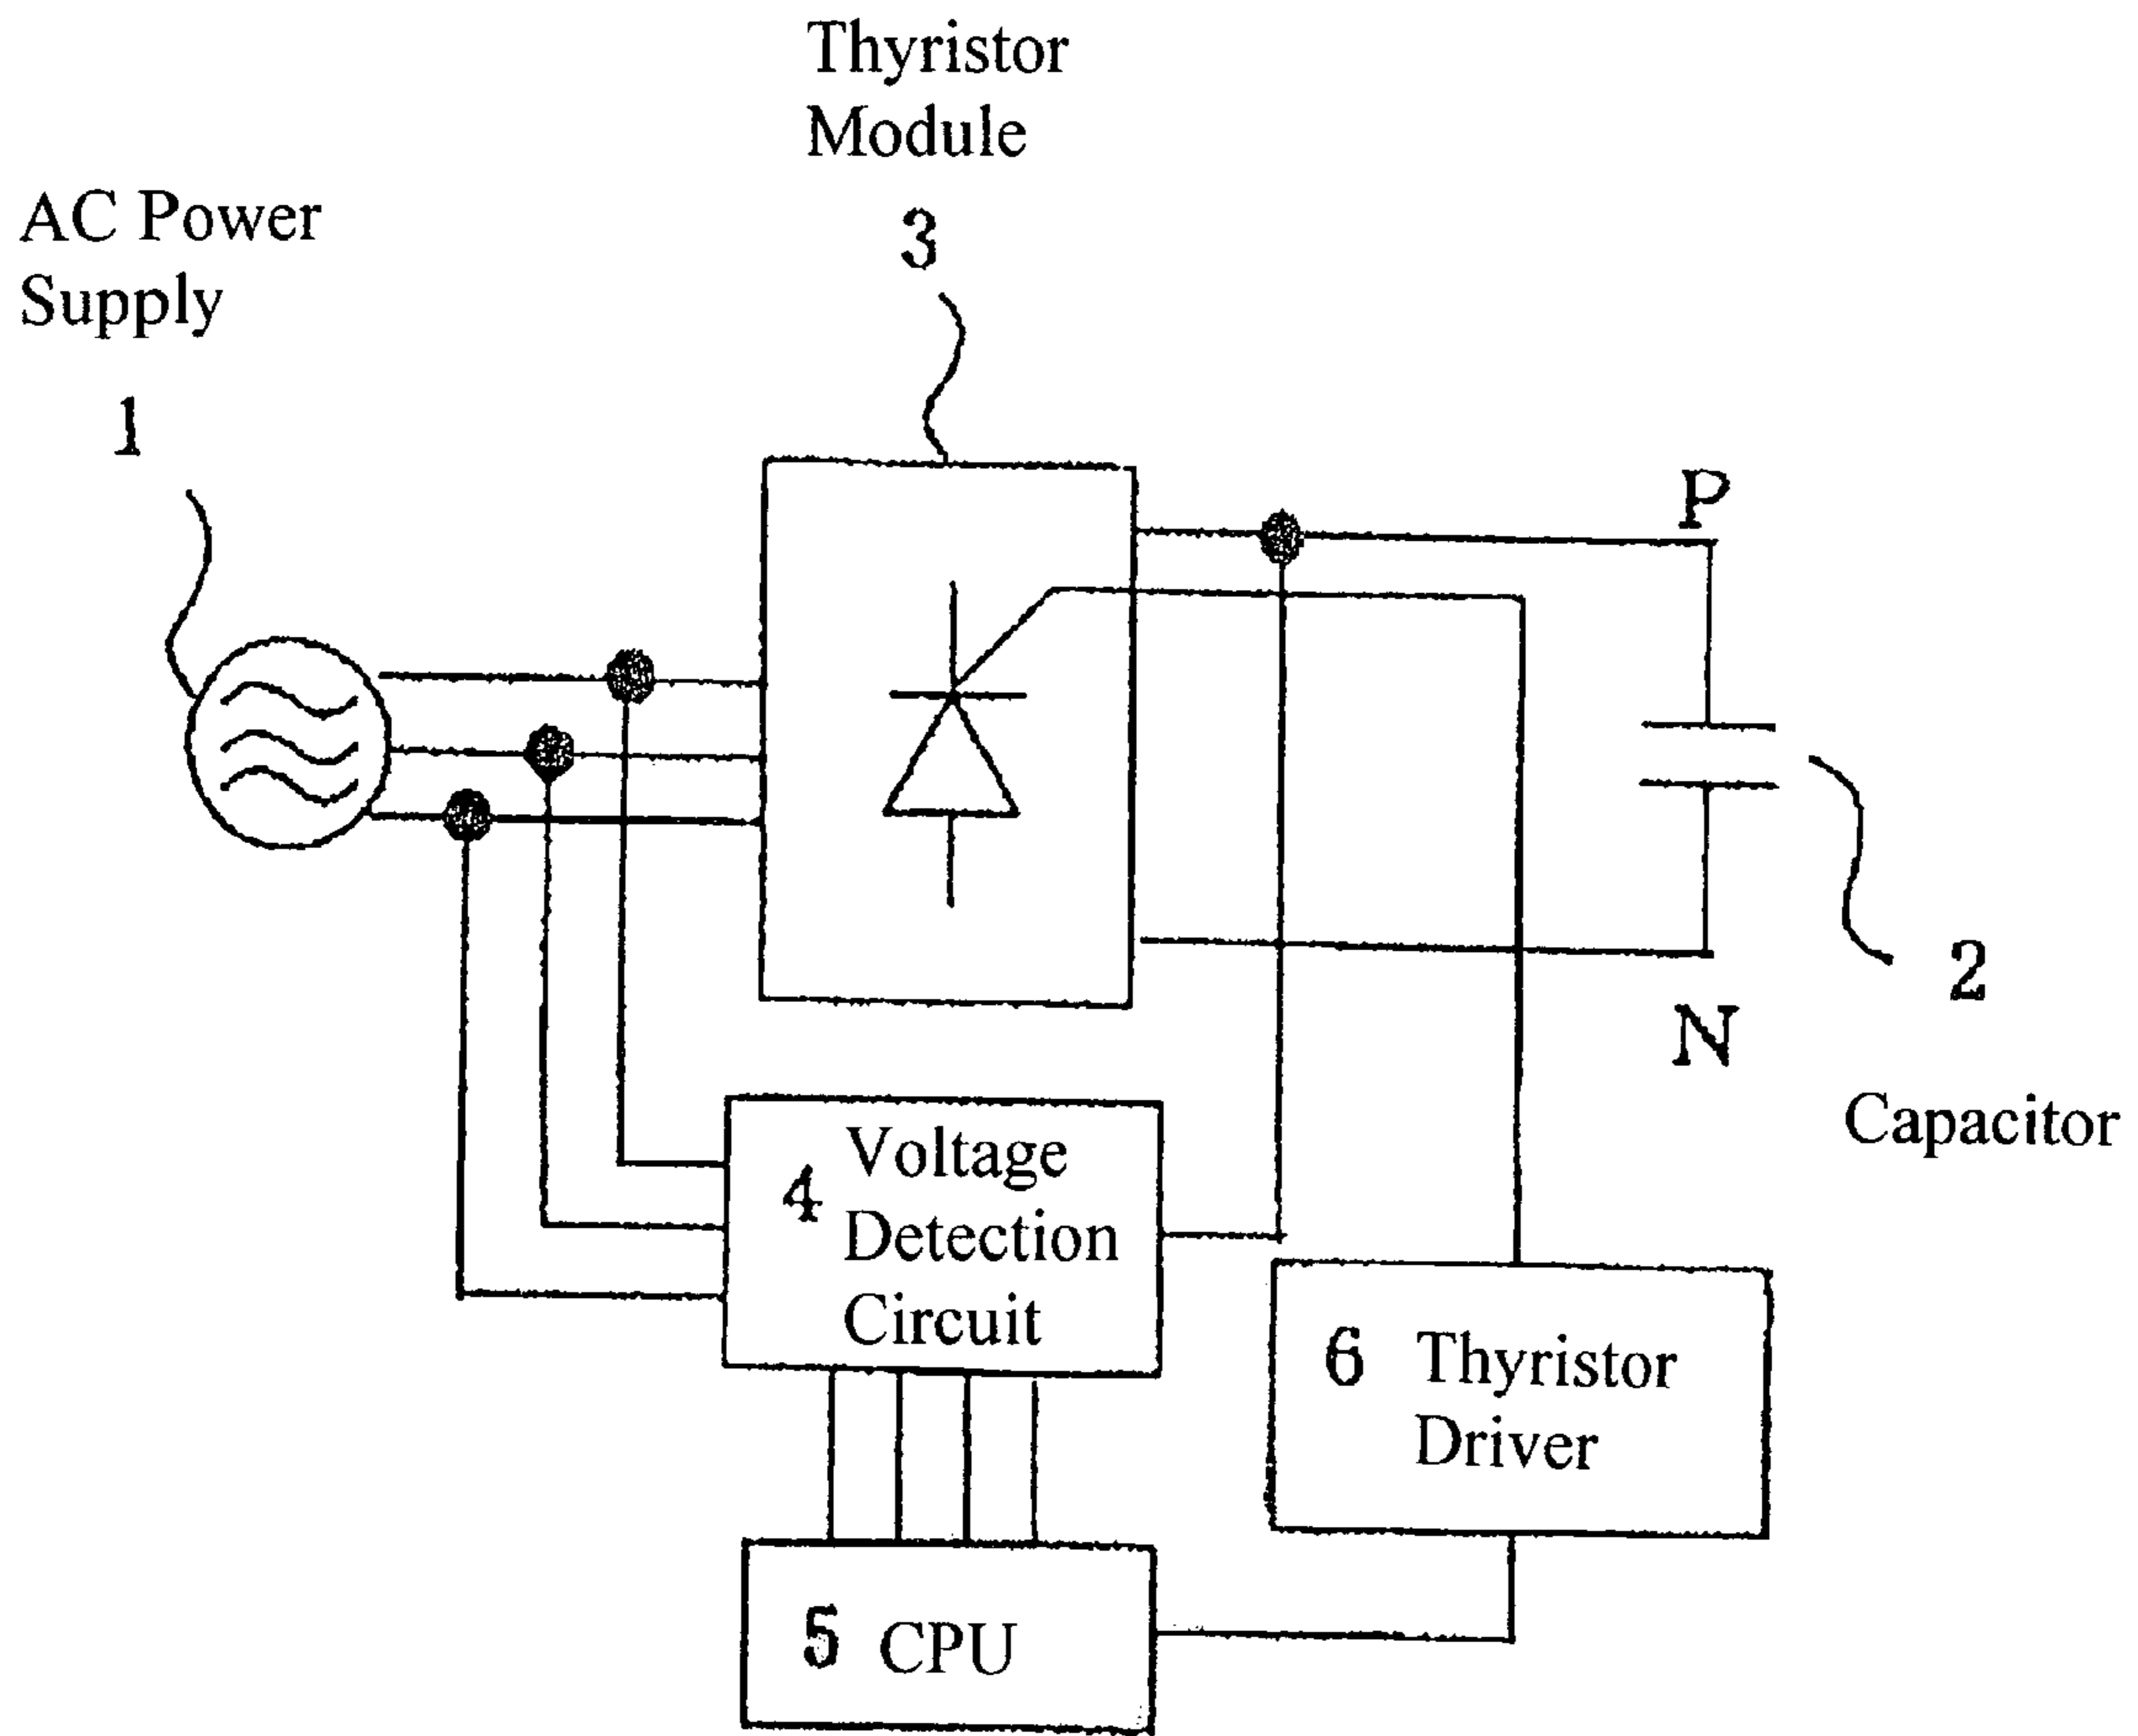 Thyristor
Module
3
AC Power
Supply
1
P
2
N
Capacitor
4 Voltage
Detection
Circuit
6 Thyristor
Driver
5 CPU